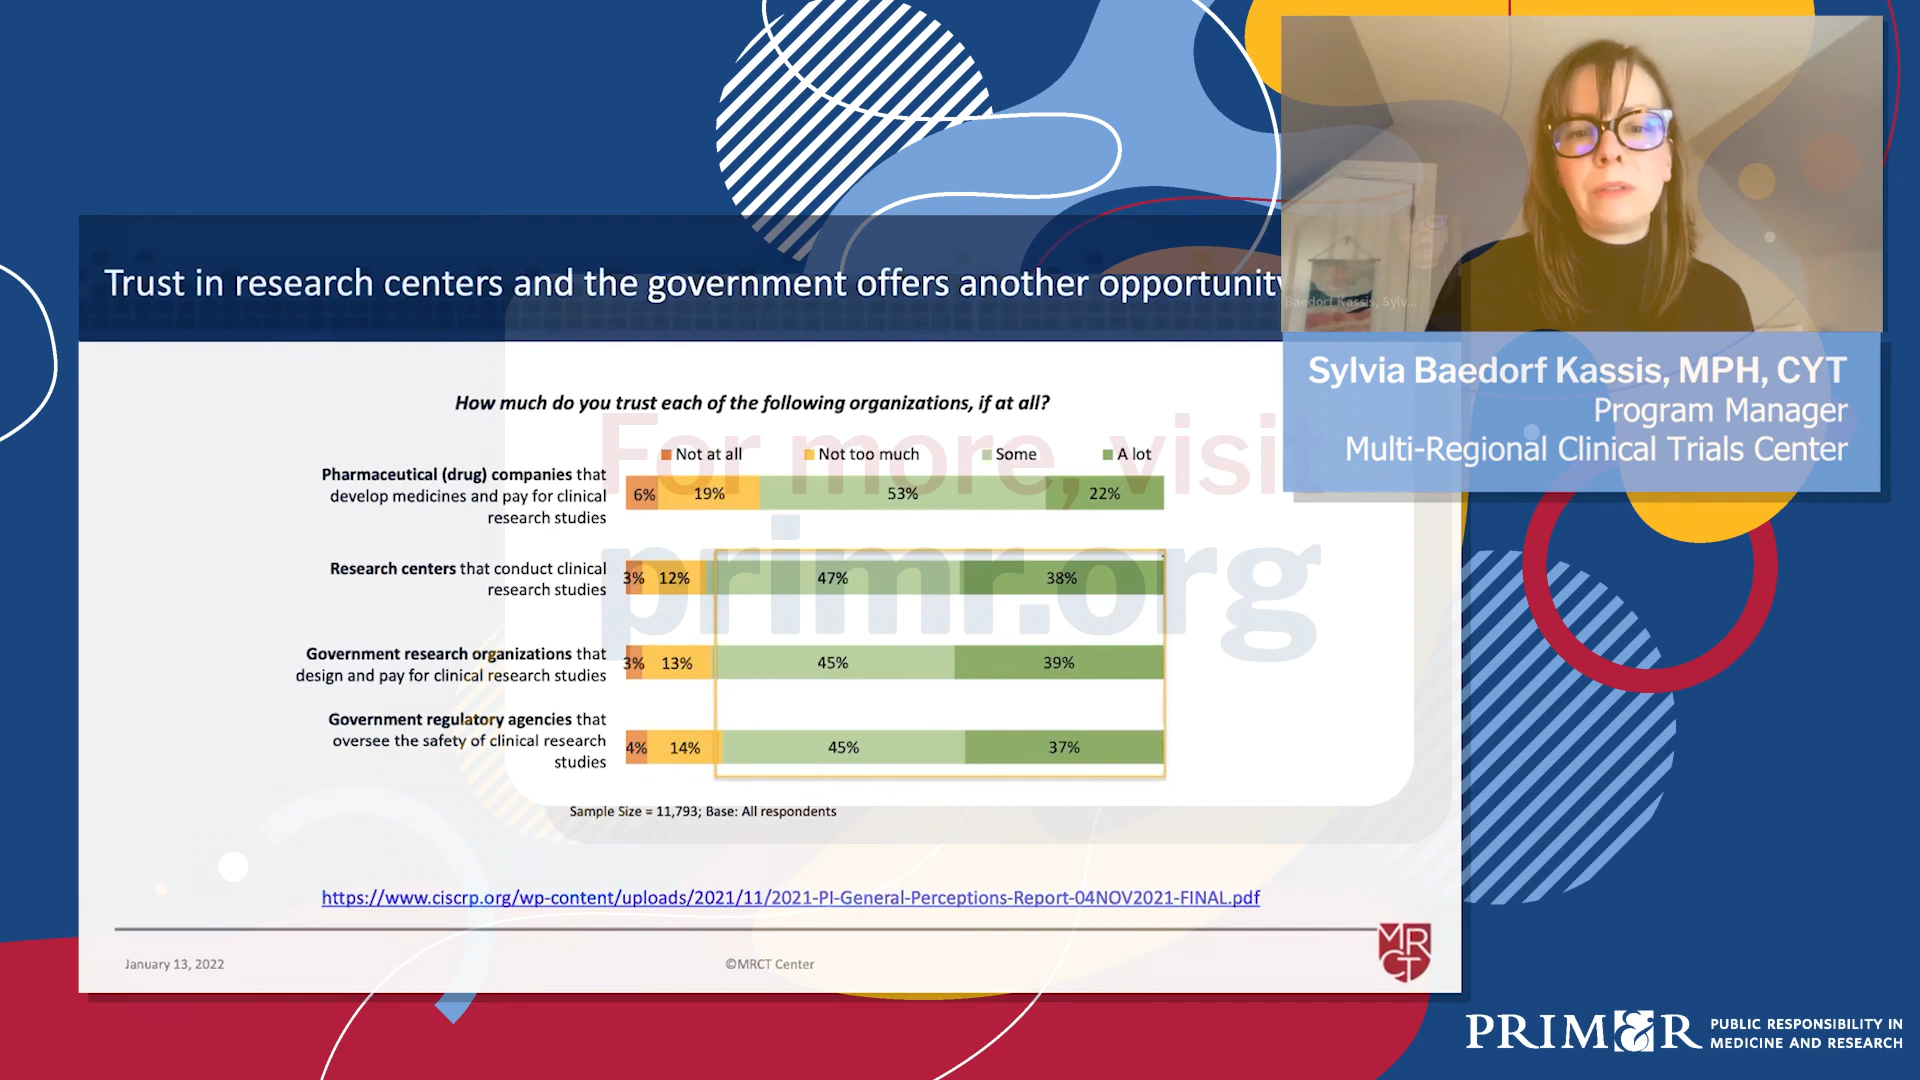 Trust in research centers and the government offers another opportunity
Baedorf Kassis, Sylv...
Sylvia Baedorf Kassis, MPH, CYT
Program Manager
Multi-Regional Clinical Trials Center
How much do you trust each of the following organizations, if at all?
For more, visit
primr.org
Not at all Not too much Some A lot
Pharmaceutical (drug) companies that
develop medicines and pay for clinical
research studies
6% 19% 53% 22%
Research centers that conduct clinical
research studies
3% 12% 47% 38%
Government research organizations that
design and pay for clinical research studies
3% 13% 45% 39%
Government regulatory agencies that
oversee the safety of clinical research
studies
4% 14% 45% 37%
Sample Size = 11,793; Base: All respondents
https://www.ciscrp.org/wp-content/uploads/2021/11/2021-PI-General-Perceptions-Report-04NOV2021-FINAL.pdf
January 13, 2022
©MRCT Center
MR
CT
PRIM&R
PUBLIC RESPONSIBILITY IN
MEDICINE AND RESEARCH